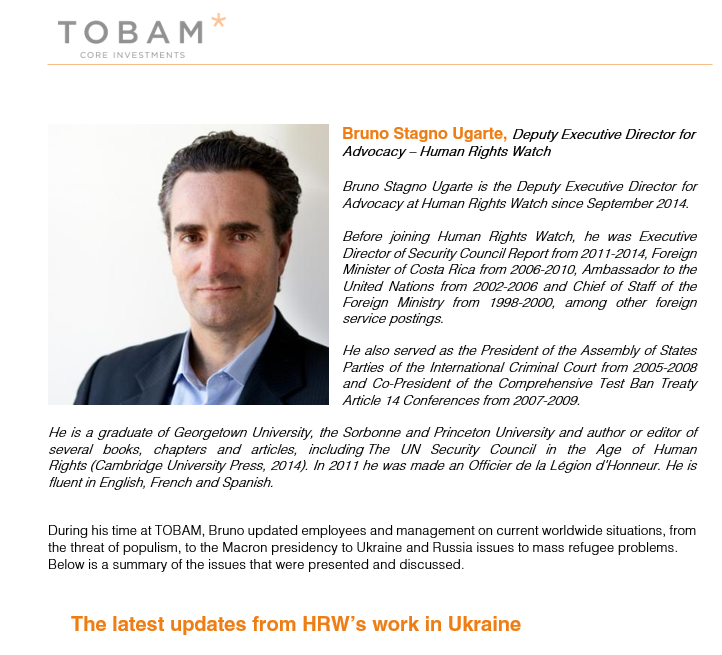 TOBAM*
CORE INVESTMENTS
Bruno Stagno Ugarte, Deputy Executive Director for
Advocacy – Human Rights Watch
Bruno Stagno Ugarte is the Deputy Executive Director for
Advocacy at Human Rights Watch since September 2014.
Before joining Human Rights Watch, he was Executive
Director of Security Council Report from 2011-2014, Foreign
Minister of Costa Rica from 2006-2010, Ambassador to the
United Nations from 2002-2006 and Chief of Staff of the
Foreign Ministry from 1998-2000, among other foreign
service postings.
He also served as the President of the Assembly of States
Parties of the International Criminal Court from 2005-2008
and Co-President of the Comprehensive Test Ban Treaty
Article 14 Conferences from 2007-2009.
He is a graduate of Georgetown University, the Sorbonne and Princeton University and author or editor of
several books, chapters and articles, including The UN Security Council in the Age of Human
Rights (Cambridge University Press, 2014). In 2011 he was made an Officier de la Légion d'Honneur. He is
fluent in English, French and Spanish.
During his time at TOBAM, Bruno updated employees and management on current worldwide situations, from
the threat of populism, to the Macron presidency to Ukraine and Russia issues to mass refugee problems.
Below is a summary of the issues that were presented and discussed.
The latest updates from HRW's work in Ukraine